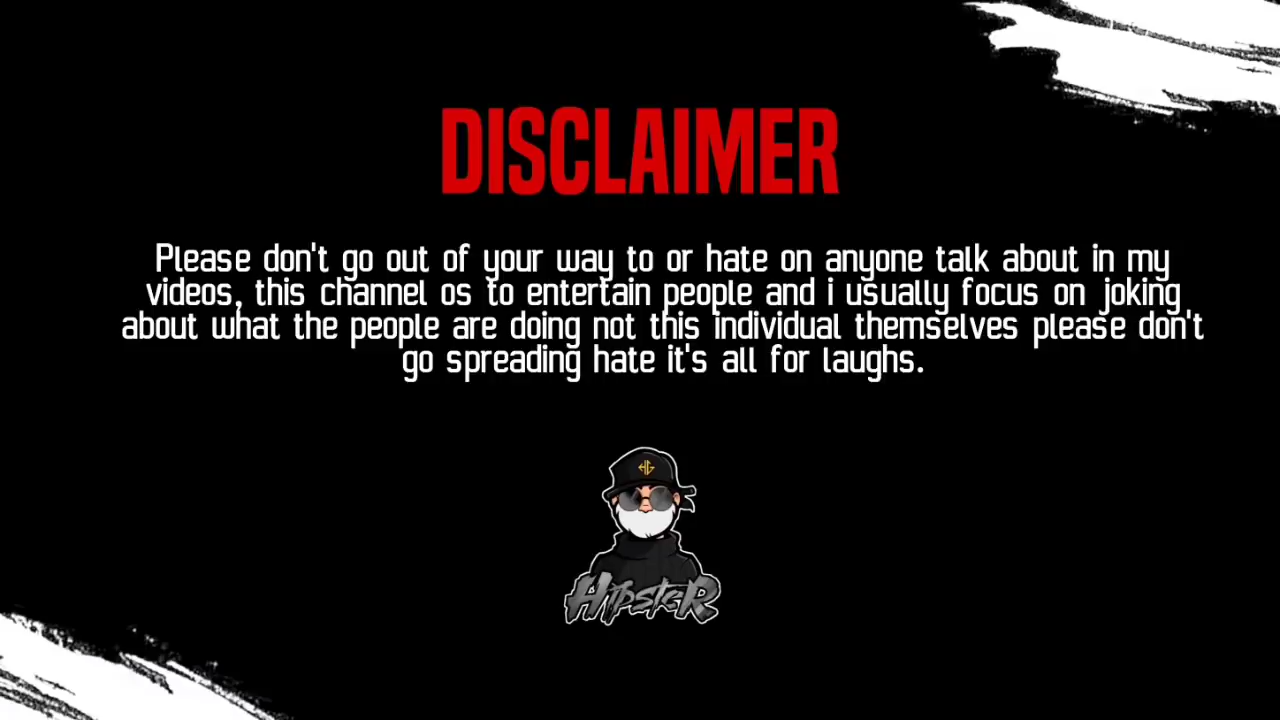 DISCLAIMER
Please don't go out of your way to or hate on anyone talk about in my
videos, this channel os to entertain people and i usually focus on joking
about what the people are doing not this individual themselves please don't
go spreading hate it's all for laughs.
HG
HipsteR